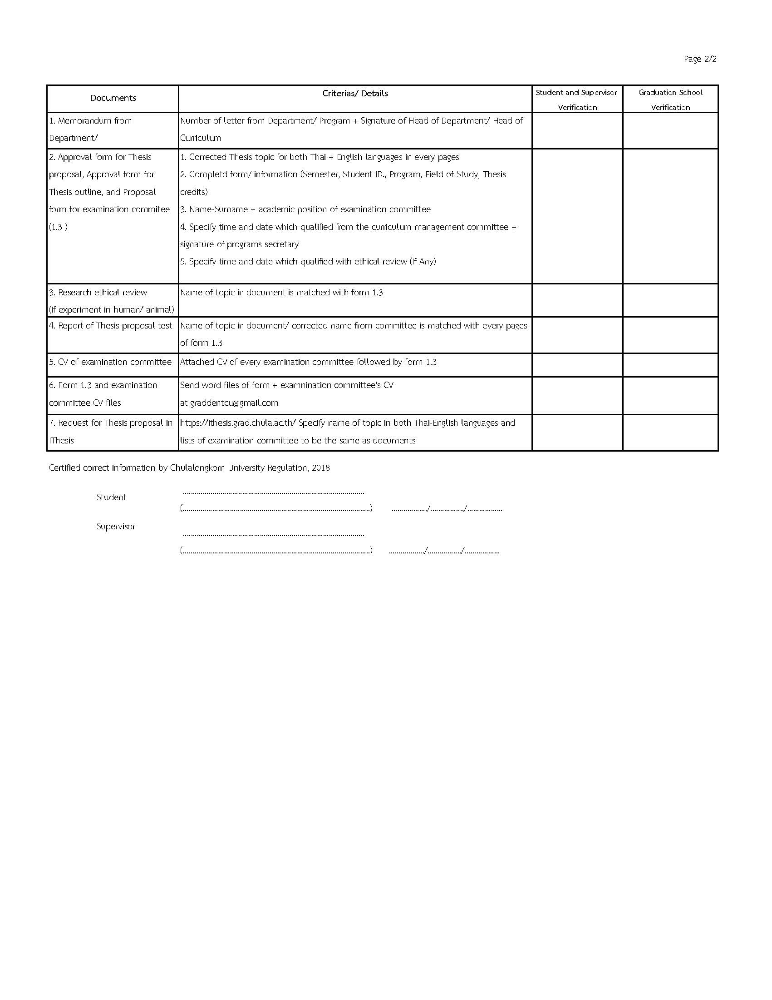 Page 2/2
Documents
Criterias/ Details
Student and Supervisor
Verification
Graduation School
Verification
1. Memorandum from
Department/
Number of letter from Department/ Program + Signature of Head of Department/ Head of
Curriculum
2. Approval form for Thesis
proposal, Approval form for
Thesis outline, and Proposal
form for examination commitee
(1.3 )
1. Corrected Thesis topic for both Thai + English languages in every pages
2. Completd form/ information (Semester, Student ID., Program, Field of Study, Thesis
credits)
3. Name-Surname + academic position of examination committee
4. Specify time and date which qualified from the curriculum management committee +
signature of programs secretary
5. Specify time and date which qualified with ethical review (If Any)
3. Research ethical review
(If experiment in human/ animal)
Name of topic in document is matched with form 1.3
4. Report of Thesis proposal test
Name of topic in document/ corrected name from committee is matched with every pages
of form 1.3
5. CV of examination committee
Attached CV of every examination committee followed by form 1.3
6. Form 1.3 and examination
committee CV files
Send word files of form + examnination committee's CV
at graddentcu@gmail.com
7. Request for Thesis proposal in
IThesis
https://ithesis.grad.chula.ac.th/ Specify name of topic in both Thai-English languages and
lists of examination committee to be the same as documents
Certified correct information by Chulalongkorn University Regulation, 2018
Student ............................................................................................
(...............................................................................................) ................../................./..................
Supervisor ............................................................................................
(...............................................................................................) ................../................./..................